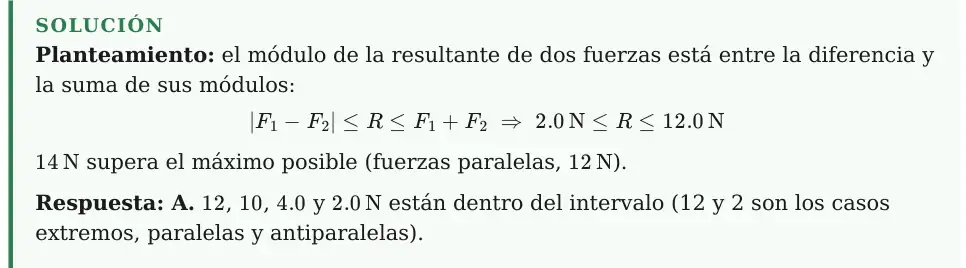 SOLUCIÓN
Planteamiento: el módulo de la resultante de dos fuerzas está entre la diferencia y
la suma de sus módulos:
|F₁ − F₂| ≤ R ≤ F₁ + F₂ ⇒ 2.0 N ≤ R ≤ 12.0 N
14 N supera el máximo posible (fuerzas paralelas, 12 N).
Respuesta: A. 12, 10, 4.0 y 2.0 N están dentro del intervalo (12 y 2 son los casos
extremos, paralelas y antiparalelas).